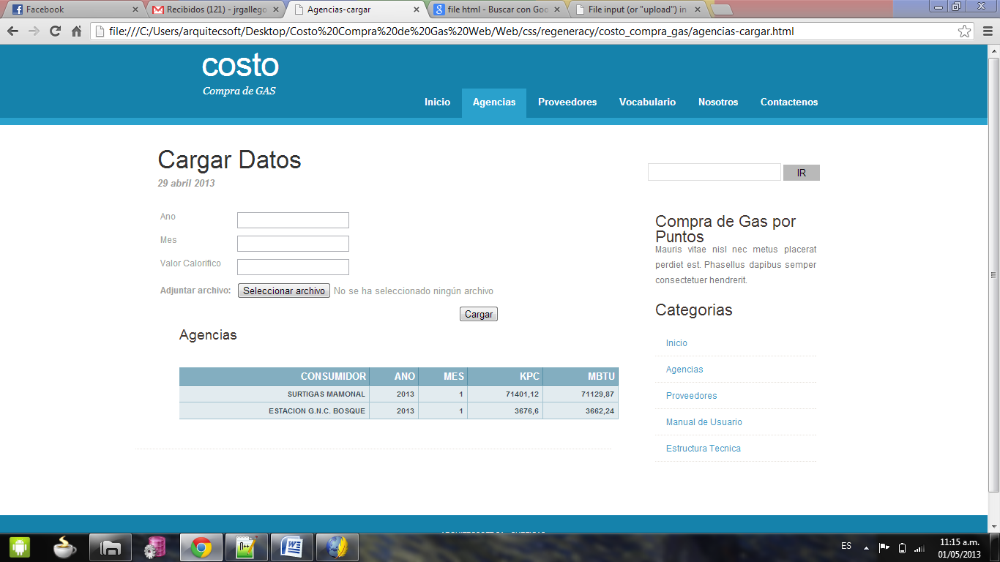 Facebook
Recibidos (121) - jrgallego
Agencias-cargar
file html - Buscar con Goo
File input (or "upload") in
file:///C:/Users/arquitecsoft/Desktop/Costo%20Compra%20de%20Gas%20Web/Web/css/regeneracy/costo_compra_gas/agencias-cargar.html
costo
Compra de GAS
Inicio Agencias Proveedores Vocabulario Nosotros Contactenos
Cargar Datos
29 abril 2013
IR
Ano
Mes
Valor Calorifico
Adjuntar archivo: Seleccionar archivo No se ha seleccionado ningún archivo
Cargar
Agencias
CONSUMIDOR ANO MES KPC MBTU
SURTIGAS MAMONAL 2013 1 71401,12 71129,87
ESTACION G.N.C. BOSQUE 2013 1 3676,6 3662,24
Compra de Gas por
Puntos
Mauris vitae nisl nec metus placerat
perdiet est. Phasellus dapibus semper
consectetuer hendrerit.
Categorias
Inicio
Agencias
Proveedores
Manual de Usuario
Estructura Tecnica
ES
11:15 a.m.
01/05/2013